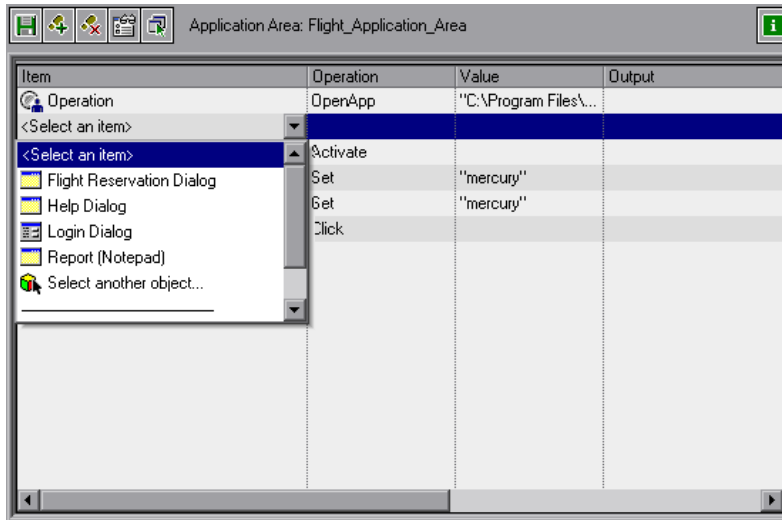 Application Area: Flight_Application_Area
Item Operation Value Output
Operation OpenApp "C:\Program Files\...
<Select an item>
<Select an item> Activate
Flight Reservation Dialog Set "mercury"
Help Dialog Get "mercury"
Login Dialog Click
Report (Notepad)
Select another object...